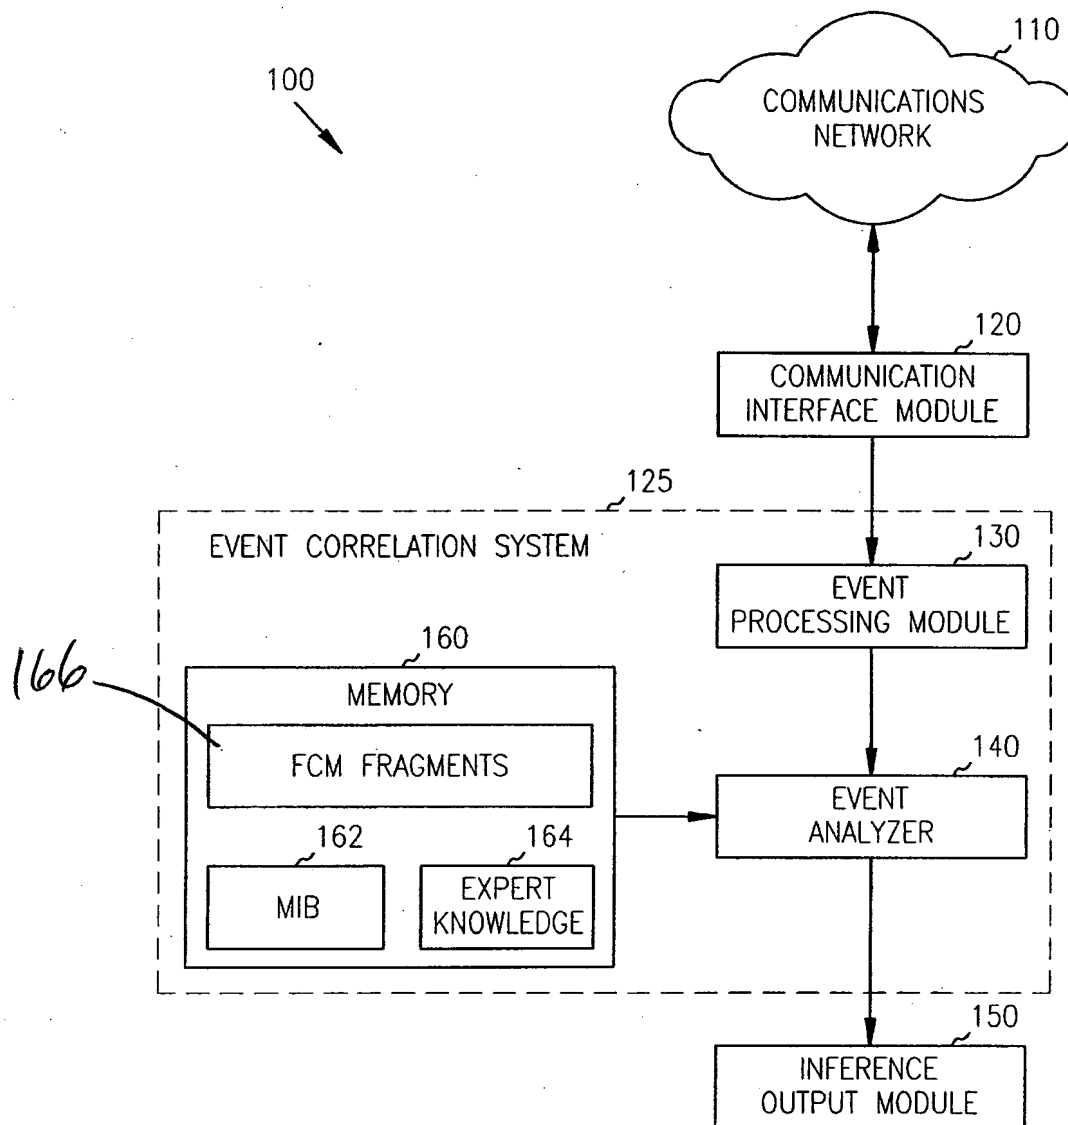 110
100
COMMUNICATIONS
NETWORK
120
COMMUNICATION
INTERFACE MODULE
125
EVENT CORRELATION SYSTEM
130
EVENT
PROCESSING MODULE
160
166
MEMORY
FCM FRAGMENTS
140
EVENT
ANALYZER
162
164
MIB
EXPERT
KNOWLEDGE
150
INFERENCE
OUTPUT MODULE